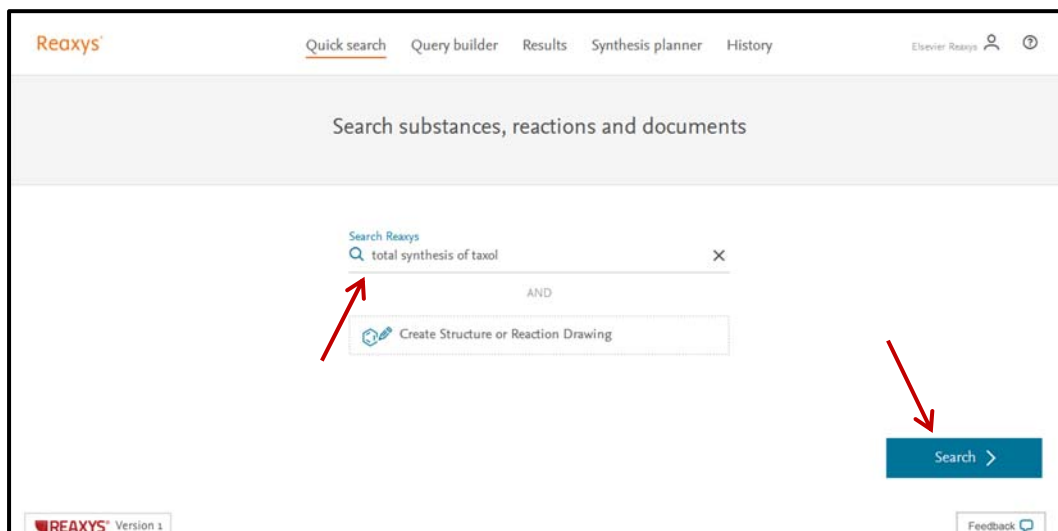 Reaxys®
Quick search Query builder Results Synthesis planner History
Elsevier Reaxys
Search substances, reactions and documents
Search Reaxys
total synthesis of taxol
AND
Create Structure or Reaction Drawing
Search
REAXYS® Version 1
Feedback